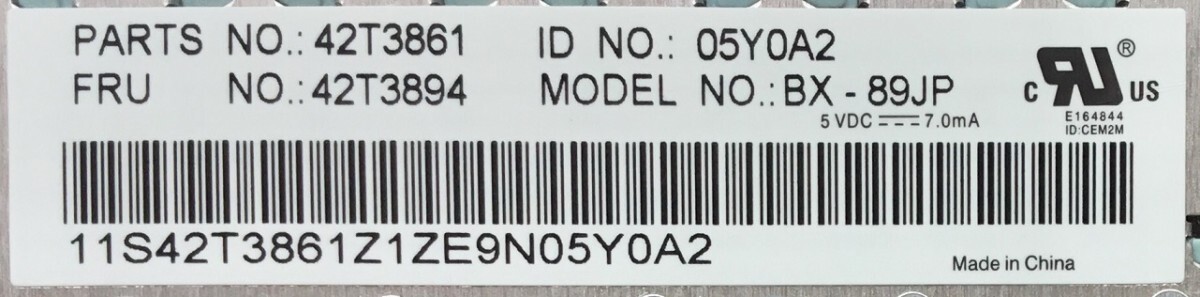 PARTS NO.: 42T3861 ID NO.: 05Y0A2
FRU NO.: 42T3894 MODEL NO.: BX - 89JP
5 VDC ⎓ 7.0mA
c RU ® US
E164844
ID:CEM2M
11S42T3861Z1ZE9N05Y0A2
Made in China